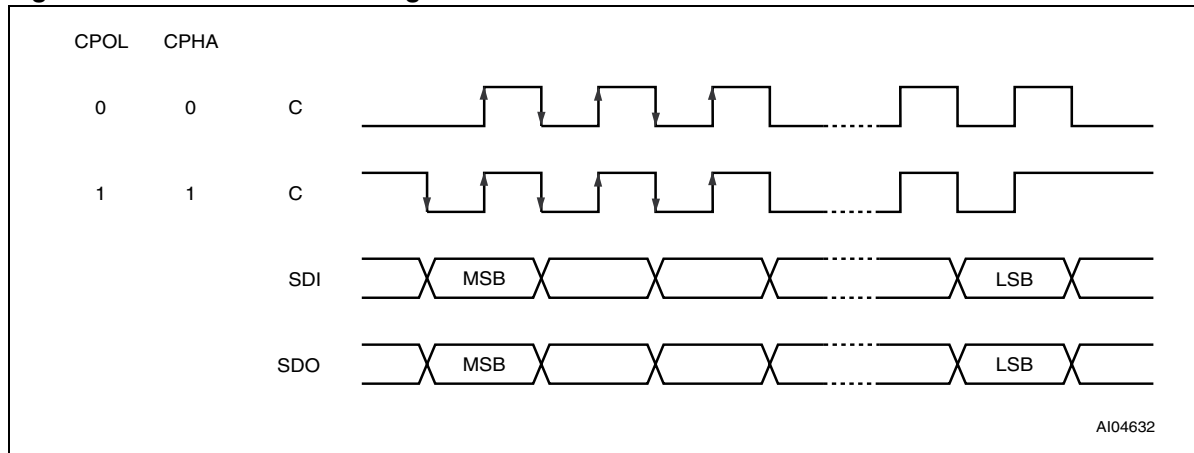 CPOL CPHA
0 0 C
1 1 C
SDI MSB LSB
SDO MSB LSB
AI04632